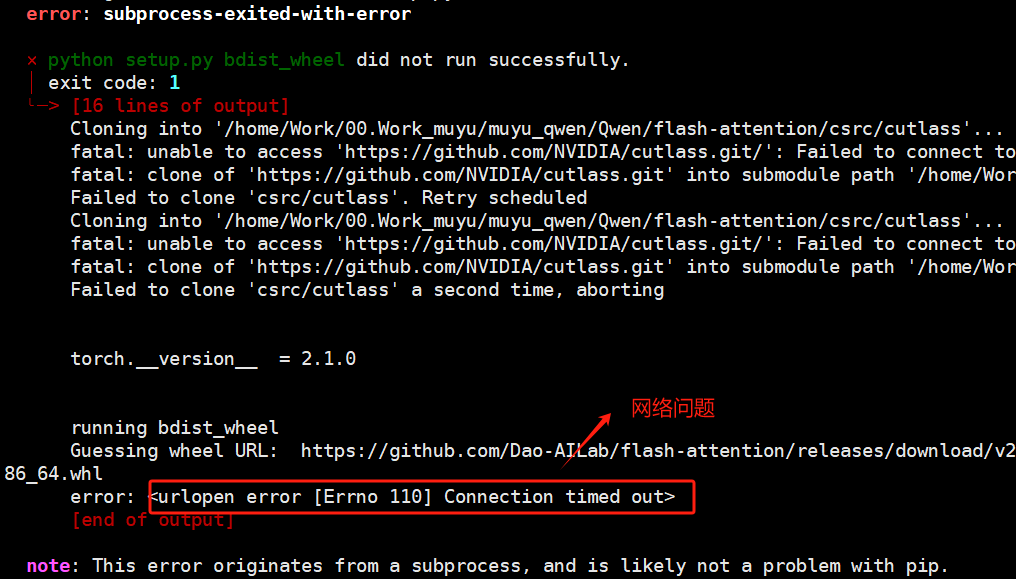 error: subprocess-exited-with-error
× python setup.py bdist_wheel did not run successfully.
│ exit code: 1
╰─> [16 lines of output]
Cloning into '/home/Work/00.Work_muyu/muyu_qwen/Qwen/flash-attention/csrc/cutlass'...
fatal: unable to access 'https://github.com/NVIDIA/cutlass.git/': Failed to connect to
fatal: clone of 'https://github.com/NVIDIA/cutlass.git' into submodule path '/home/Wor
Failed to clone 'csrc/cutlass'. Retry scheduled
Cloning into '/home/Work/00.Work_muyu/muyu_qwen/Qwen/flash-attention/csrc/cutlass'...
fatal: unable to access 'https://github.com/NVIDIA/cutlass.git/': Failed to connect to
fatal: clone of 'https://github.com/NVIDIA/cutlass.git' into submodule path '/home/Wor
Failed to clone 'csrc/cutlass' a second time, aborting
torch.__version__  = 2.1.0
网络问题
running bdist_wheel
Guessing wheel URL:  https://github.com/Dao-AILab/flash-attention/releases/download/v2
86_64.whl
error: <urlopen error [Errno 110] Connection timed out>
[end of output]
note: This error originates from a subprocess, and is likely not a problem with pip.